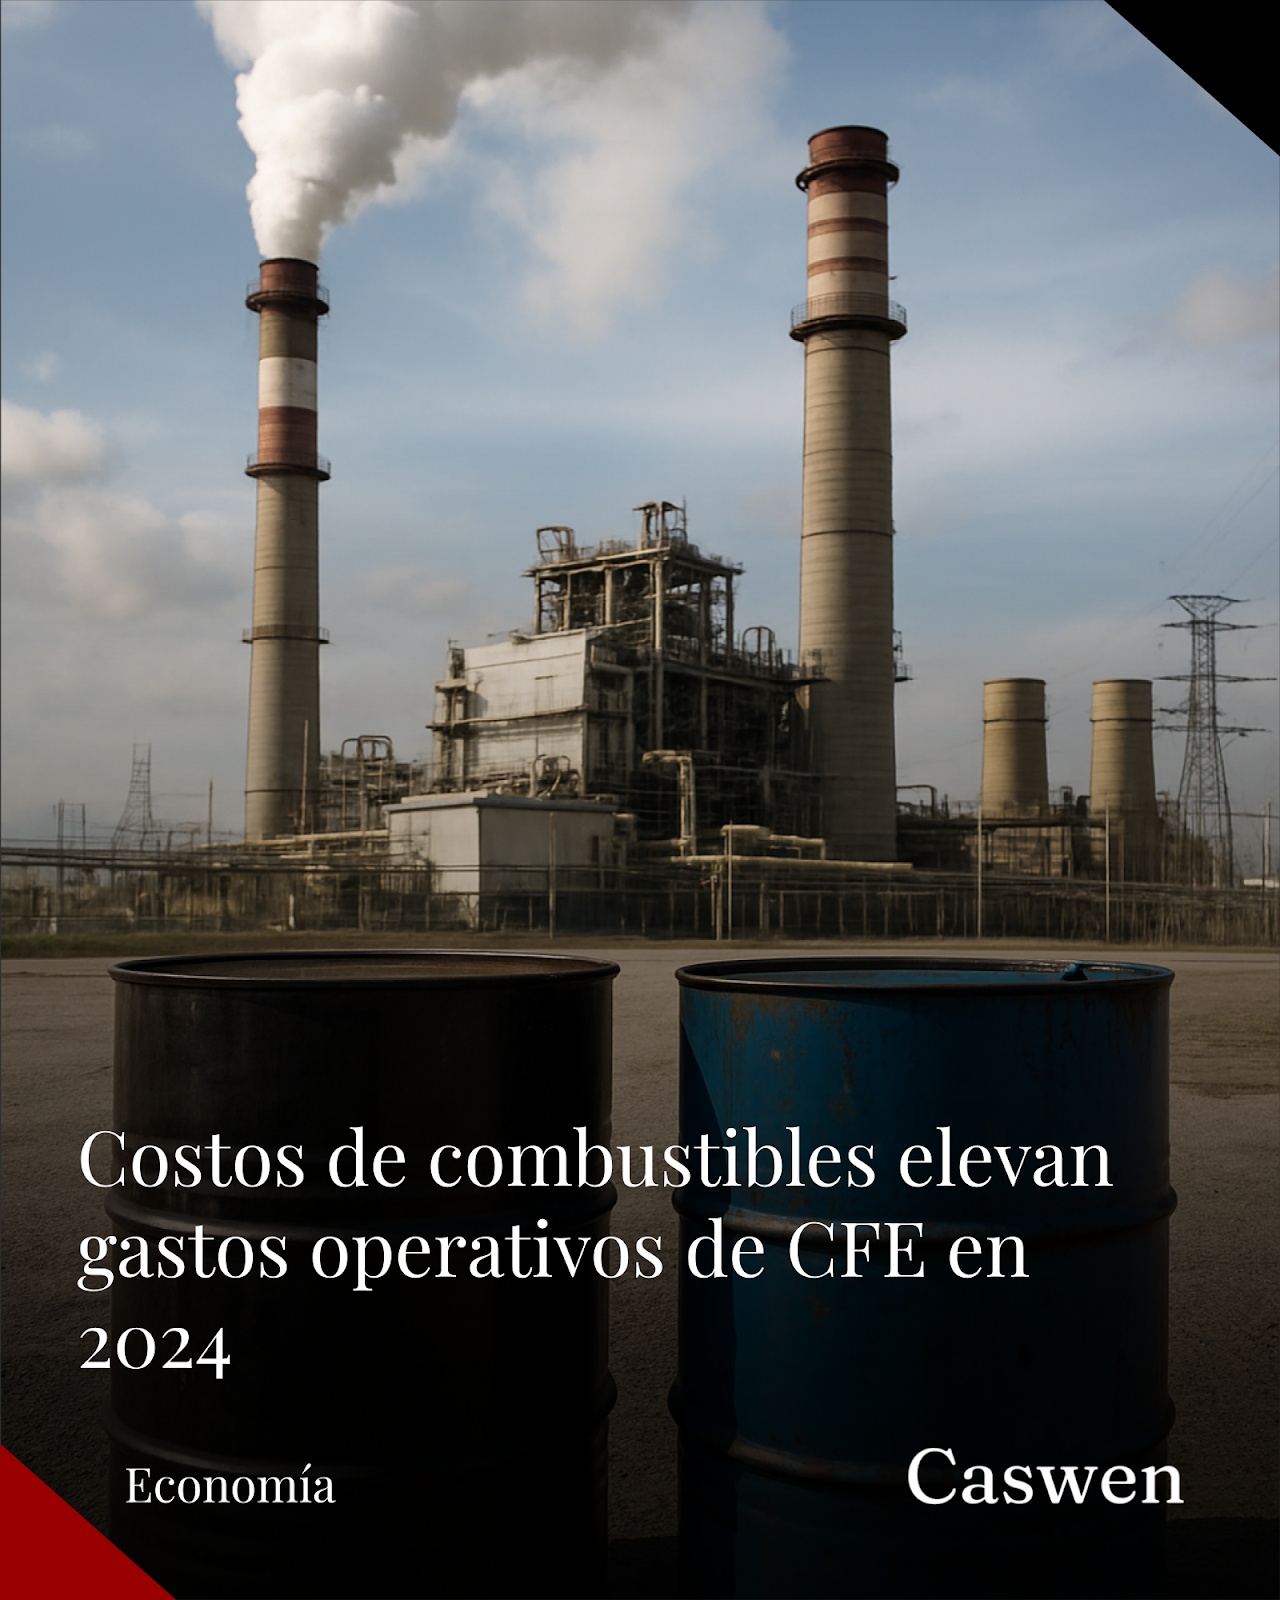 Costos de combustibles elevan
gastos operativos de CFE en
2024
Economía
Caswen